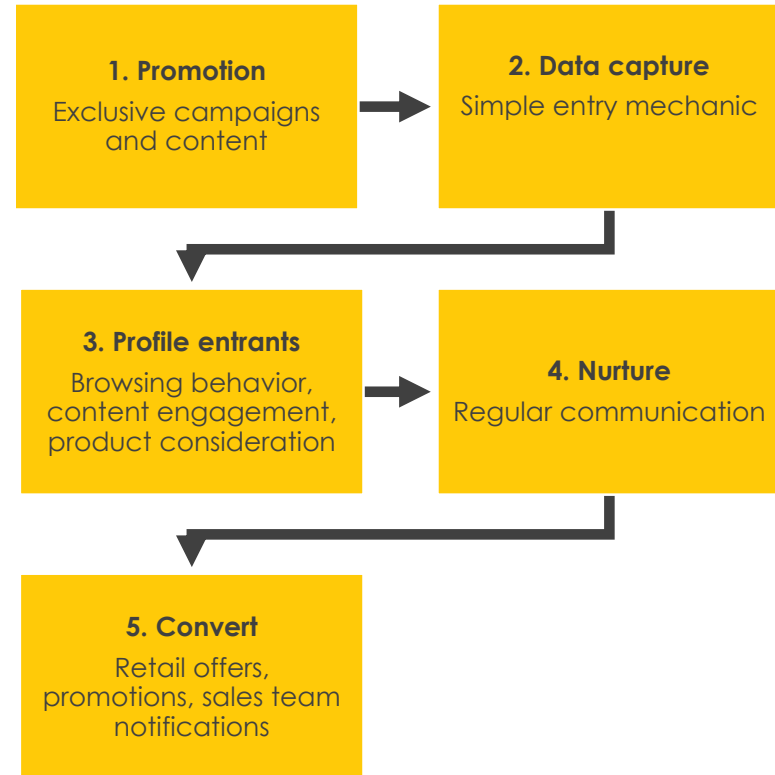 1. Promotion
Exclusive campaigns
and content
2. Data capture
Simple entry mechanic
3. Profile entrants
Browsing behavior,
content engagement,
product consideration
4. Nurture
Regular communication
5. Convert
Retail offers,
promotions, sales team
notifications